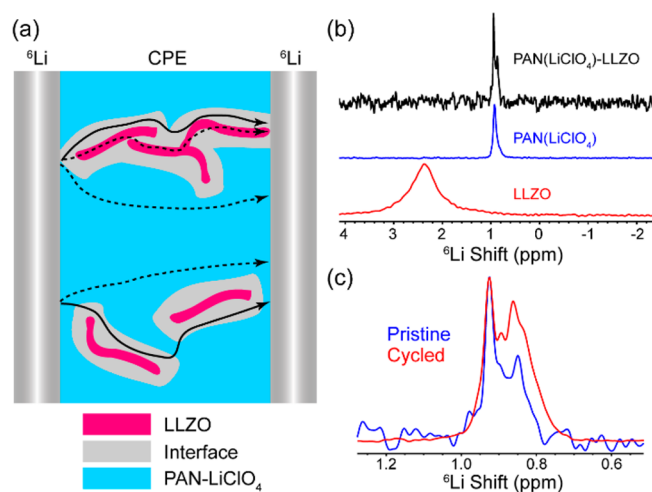 (a)
⁶Li
CPE
⁶Li
LLZO
Interface
PAN-LiClO₄
(b)
PAN(LiClO₄)-LLZO
PAN(LiClO₄)
LLZO
4 3 2 1 0 -1 -2
⁶Li Shift (ppm)
(c)
Pristine
Cycled
1.2 1.0 0.8 0.6
⁶Li Shift (ppm)